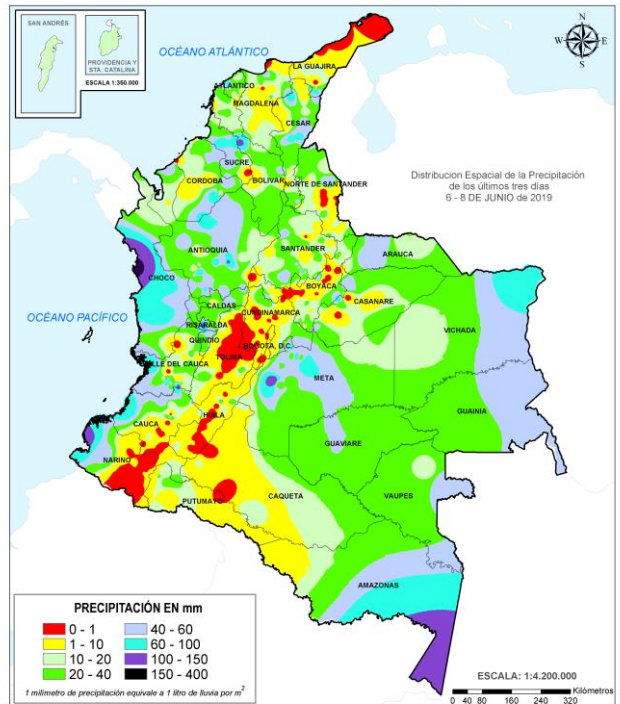 SAN ANDRÉS
PROVIDENCIA Y
STA. CATALINA
ESCALA 1:350.000
OCÉANO ATLÁNTICO
N
W
E
S
LA GUAJIRA
ATLÁNTICO
MAGDALENA
CESAR
SUCRE
CORDOBA
BOLIVAR
NORTE DE SANTANDER
Distribucion Espacial de la Precipitación
de los últimos tres días
6 - 8 DE JUNIO de 2019
ANTIOQUIA
SANTANDER
ARAUCA
CHOCO
BOYACA
CASANARE
CALDAS
CUNDINAMARCA
VICHADA
OCÉANO PACÍFICO
RISARALDA
QUINDIO
BOGOTA, D.C.
TOLIMA
VALLE DEL CAUCA
META
GUAINIA
HUILA
CAUCA
GUAVIARE
NARIÑO
CAQUETA
VAUPES
PUTUMAYO
AMAZONAS
PRECIPITACIÓN EN mm
0 - 1
40 - 60
1 - 10
60 - 100
10 - 20
100 - 150
20 - 40
150 - 400
1 milimetro de precipitación equivale a 1 litro de lluvia por m²
ESCALA: 1:4.200.000
Kilómetros
0 40 80 160 240 320